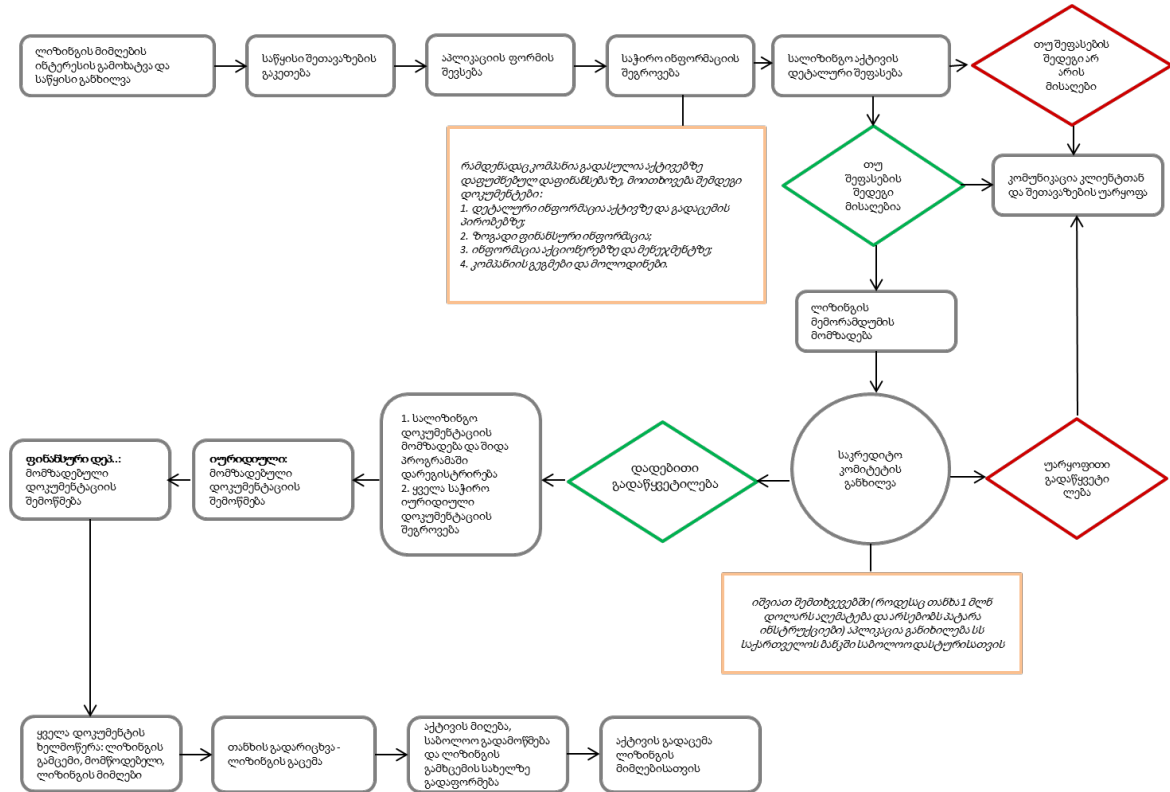 ლიზინგის მიმღების
ინტერესის გამოხატვა და
საწყისი განხილვა
საწყისი შეთავაზების
გაკეთება
აპლიკაციის ფორმის
შევსება
საჭირო ინფორმაციის
შეგროვება
სალიზინგო აქტივის
დეტალური შეფასება
თუ შეფასების
შედეგი არ
არის
მისაღები
რამდენადაც კომპანია გადასულია აქტივებზე
დაფუძნებულ დაფინანსებაზე, მოითხოვება შემდეგი
დოკუმენტები:
1. დეტალური ინფორმაცია აქტივზე და გადაცემის
პირობებზე;
2. ზოგადი ფინანსური ინფორმაცია;
3. ინფორმაცია აქციონერებზე და მენეჯმენტზე;
4. კომპანიის გეგმები და მოლოდინები.
თუ
შეფასების
შედეგი
მისაღებია
კომუნიკაცია კლიენტთან
და შეთავაზების უარყოფა
ლიზინგის
მემორამდუმის
მომზადება
ფინანსური დეპ..:
მომზადებული
დოკუმენტაციის
შემოწმება
იურიდიული:
მომზადებული
დოკუმენტაციის
შემოწმება
1. სალიზინგო
დოკუმენტაციის
მომზადება და შიდა
პროგრამაში
დარეგისტრირება
2. ყველა საჭირო
იურიდიული
დოკუმენტაციის
შეგროვება
დადებითი
გადაწყვეტილება
საკრედიტო
კომიტეტის
განხილვა
უარყოფითი
გადაწყვეტი
ლება
იშვიათ შემთხვევებში (როდესაც თანხა 1 მლნ
დოლარს აღემატება და არსებობს პატარა
ინსტრუქციები) აპლიკაცია განიხილება სს
საქართველოს ბანკში საბოლოო დასტურისათვის
ყველა დოკუმენტის
ხელმოწერა: ლიზინგის
გამცემი, მომწოდებელი,
ლიზინგის მიმღები
თანხის გადარიცხვა -
ლიზინგის გაცემა
აქტივის მიღება,
საბოლოო გადამოწმება
და ლიზინგის
გამხცემის სახელზე
გადაფორმება
აქტივის გადაცემა
ლიზინგის
მიმღებისათვის